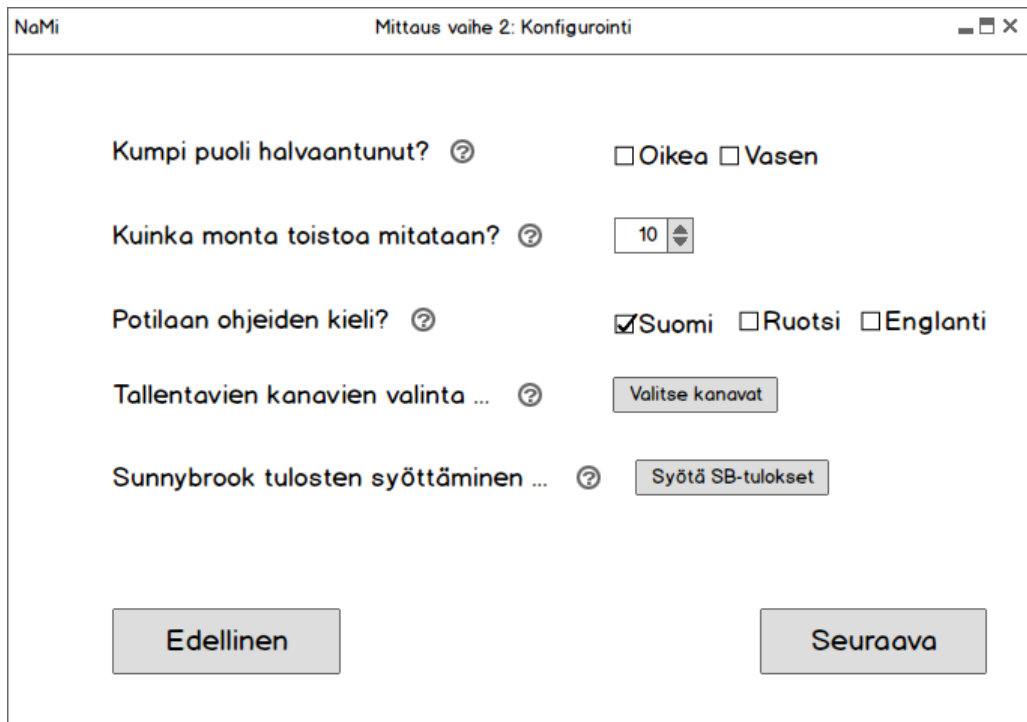 NaMi Mittaus vaihe 2: Konfigurointi
Kumpi puoli halvaantunut? Oikea Vasen
Kuinka monta toistoa mitataan? 10
Potilaan ohjeiden kieli? Suomi Ruotsi Englanti
Tallentavien kanavien valinta ... Valitse kanavat
Sunnybrook tulosten syöttäminen ... Syötä SB-tulokset
Edellinen Seuraava